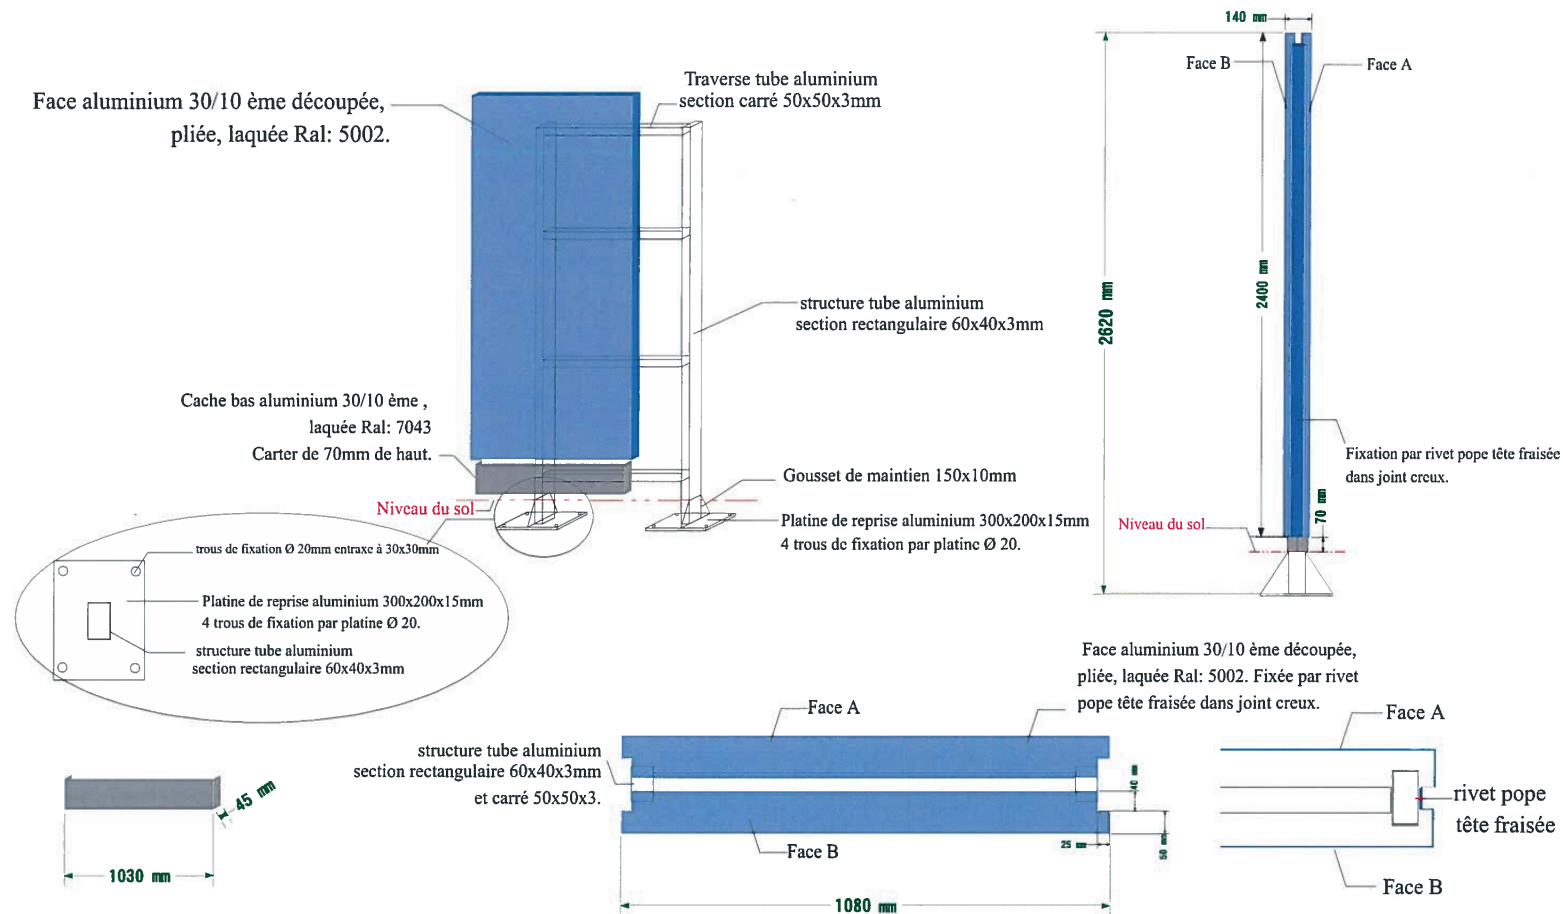 140 mm
Face B
Face A
Traverse tube aluminium
section carré 50x50x3mm
Face aluminium 30/10 ème découpée,
pliée, laquée Ral: 5002.
2620 mm
2400 mm
structure tube aluminium
section rectangulaire 60x40x3mm
Cache bas aluminium 30/10 ème ,
laquée Ral: 7043
Carter de 70mm de haut.
Gousset de maintien 150x10mm
Niveau du sol
Platine de reprise aluminium 300x200x15mm
4 trous de fixation par platine Ø 20.
Fixation par rivet pope tête fraisée
dans joint creux.
70 mm
Niveau du sol
trous de fixation Ø 20mm entraxe à 30x30mm
Platine de reprise aluminium 300x200x15mm
4 trous de fixation par platine Ø 20.
structure tube aluminium
section rectangulaire 60x40x3mm
Face aluminium 30/10 ème découpée,
pliée, laquée Ral: 5002. Fixée par rivet
pope tête fraisée dans joint creux.
Face A
structure tube aluminium
section rectangulaire 60x40x3mm
et carré 50x50x3.
40 mm
25 mm
50 mm
Face B
1080 mm
45 mm
1030 mm
Face A
rivet pope
tête fraisée
Face B